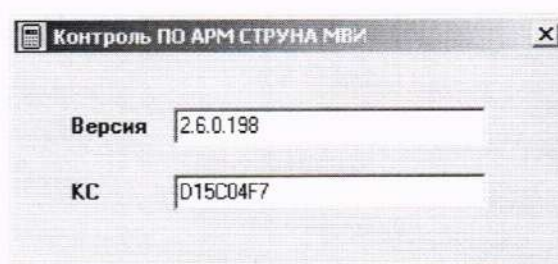 Контроль ПО АРМ СТРУНА МВИ
Версия 2.6.0.198
КС D15C04F7